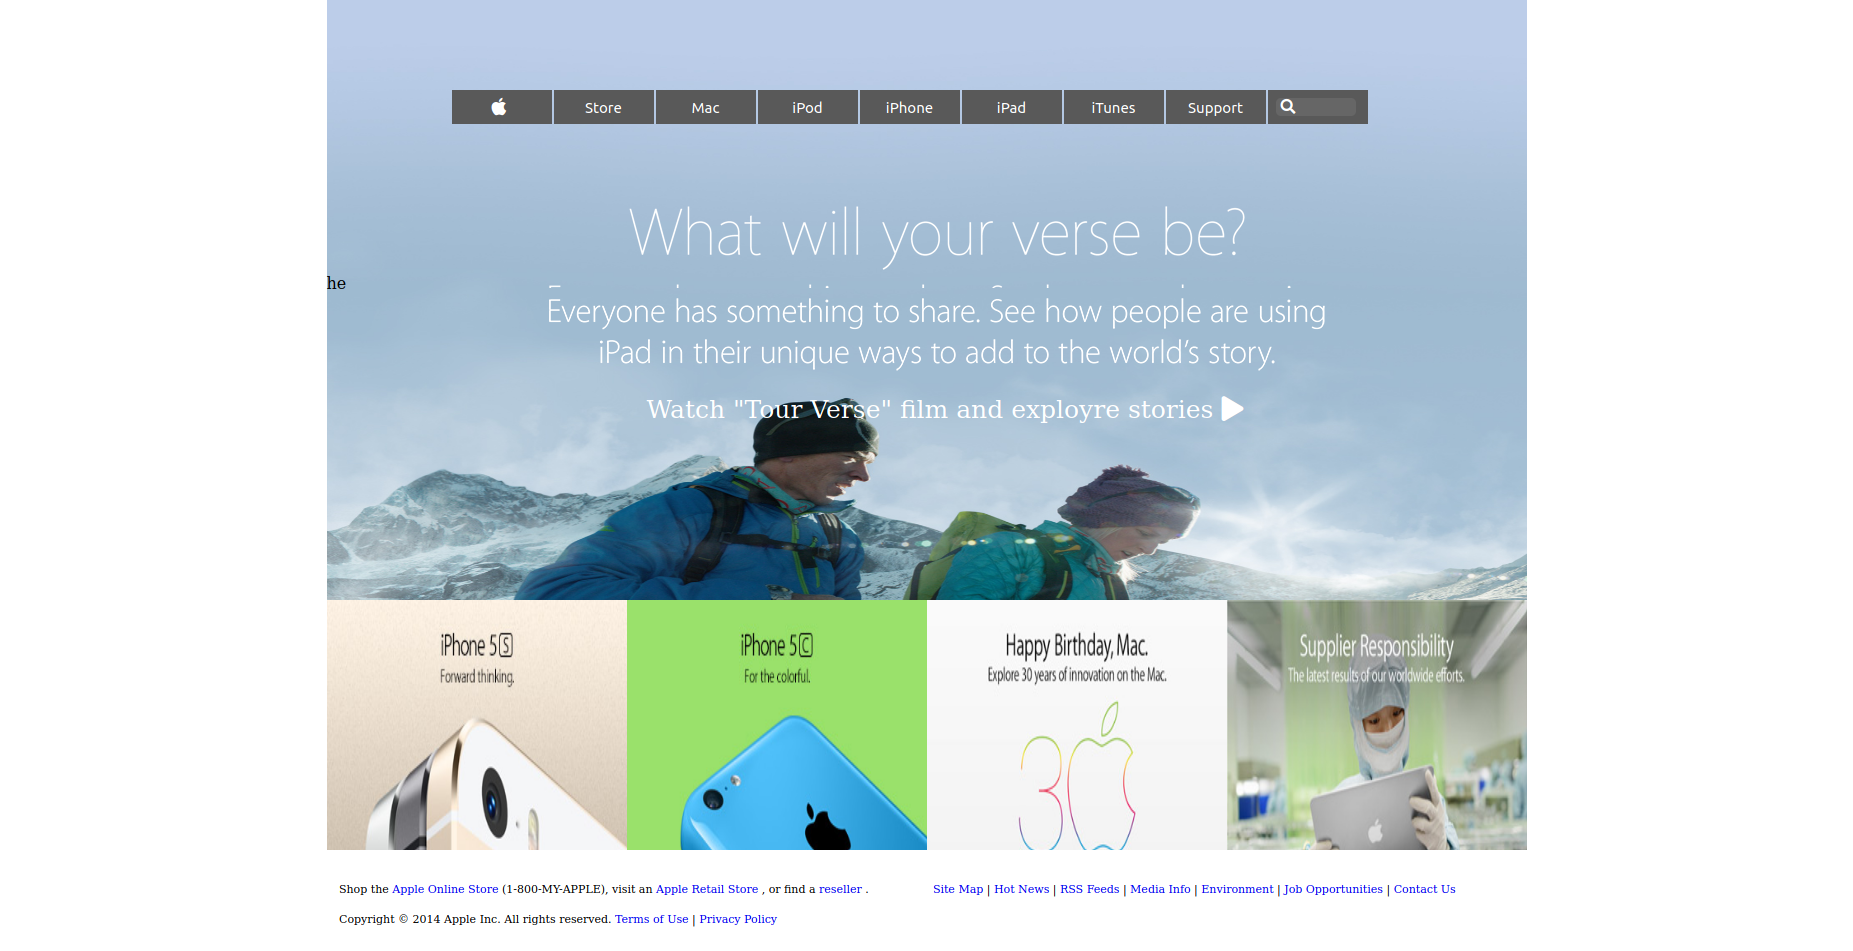 Store Mac iPod iPhone iPad iTunes Support
What will your verse be?
he
Everyone has something to share. See how people are using
iPad in their unique ways to add to the world's story.
Watch "Tour Verse" film and exployre stories
iPhone 5S
Forward thinking.
iPhone 5C
For the colorful.
Happy Birthday, Mac.
Explore 30 years of innovation on the Mac.
30
Supplier Responsibility
The latest results of our worldwide efforts.
Shop the Apple Online Store (1-800-MY-APPLE), visit an Apple Retail Store , or find a reseller .
Site Map | Hot News | RSS Feeds | Media Info | Environment | Job Opportunities | Contact Us
Copyright © 2014 Apple Inc. All rights reserved. Terms of Use | Privacy Policy